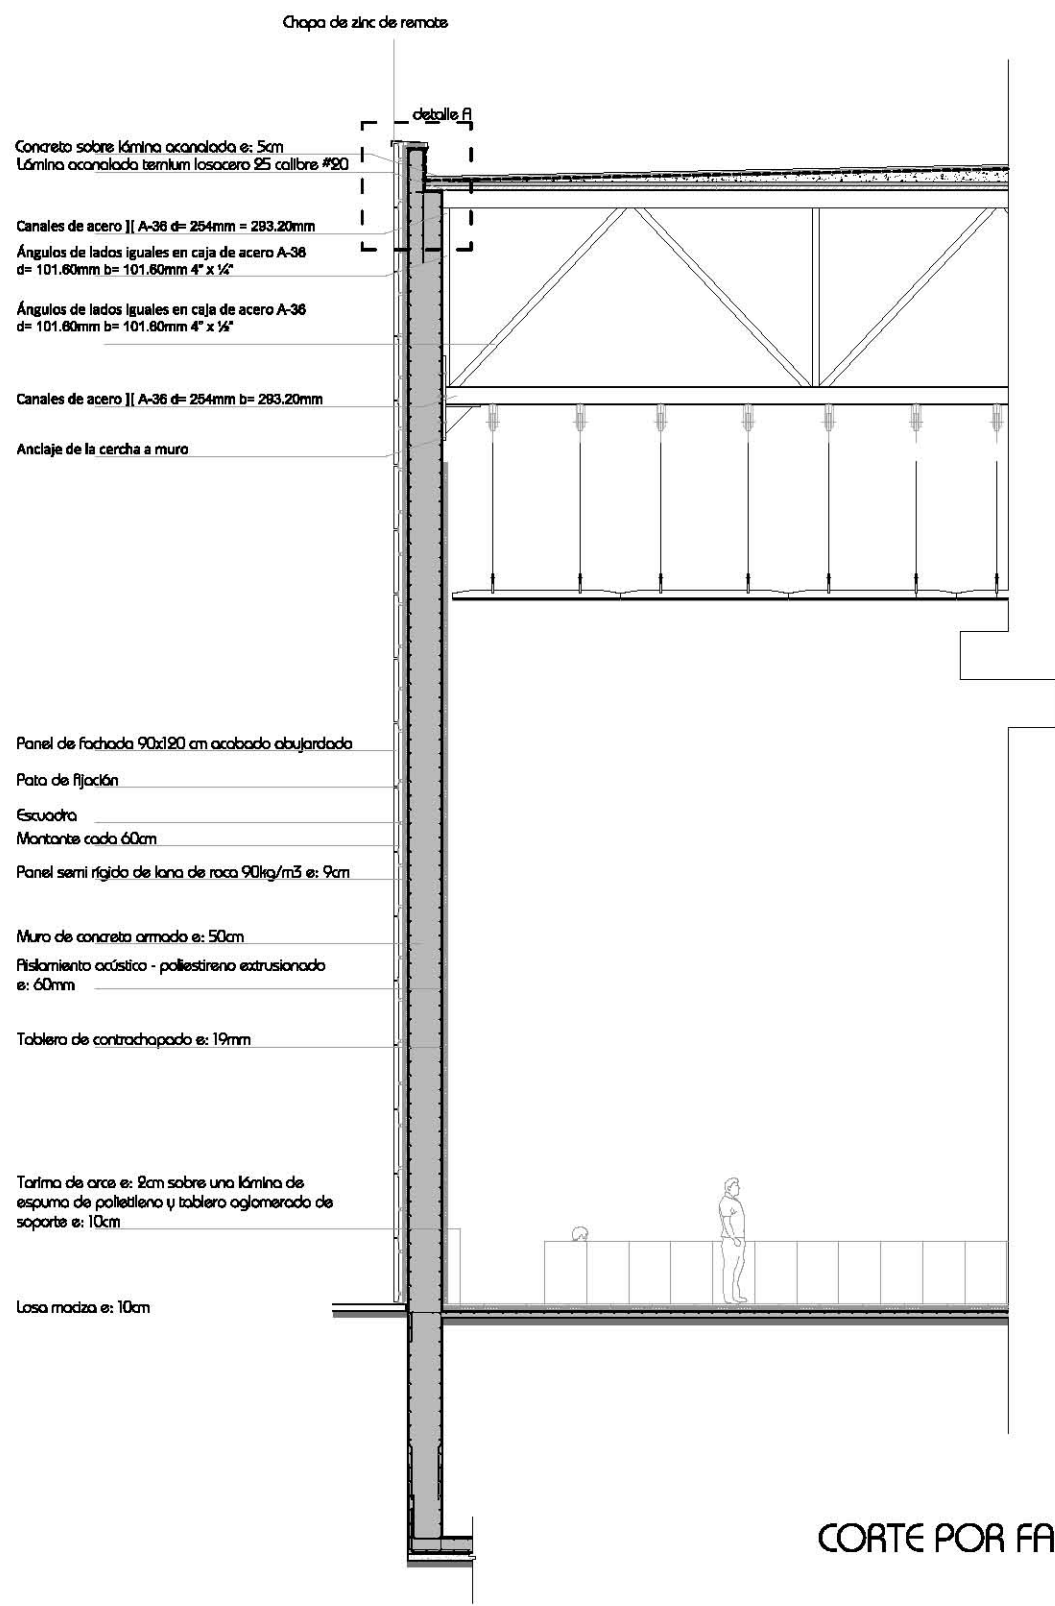 Chapa de zinc de remate
detalle A
Concreto sobre lámina acanalada e: 5cm
Lámina acanalada ternium losacero 25 calibre #20
Canales de acero ][ A-36 d= 254mm = 293.20mm
Ángulos de lados iguales en caja de acero A-36
d= 101.60mm b= 101.60mm 4" x ¼"
Ángulos de lados iguales en caja de acero A-36
d= 101.60mm b= 101.60mm 4" x ½"
Canales de acero ][ A-36 d= 254mm b= 293.20mm
Anclaje de la cercha a muro
Panel de fachada 90x120 cm acabado abujardado
Pata de fijación
Escuadra
Montante cada 60cm
Panel semi rígido de lana de roca 90kg/m3 e: 9cm
Muro de concreto armado e: 50cm
Aislamiento acústico - poliestireno extrusionado
e: 60mm
Tablero de contrachapado e: 19mm
Tarima de arce e: 2cm sobre una lámina de
espuma de polietileno y tablero aglomerado de
soporte e: 10cm
Losa maciza e: 10cm
CORTE POR FA